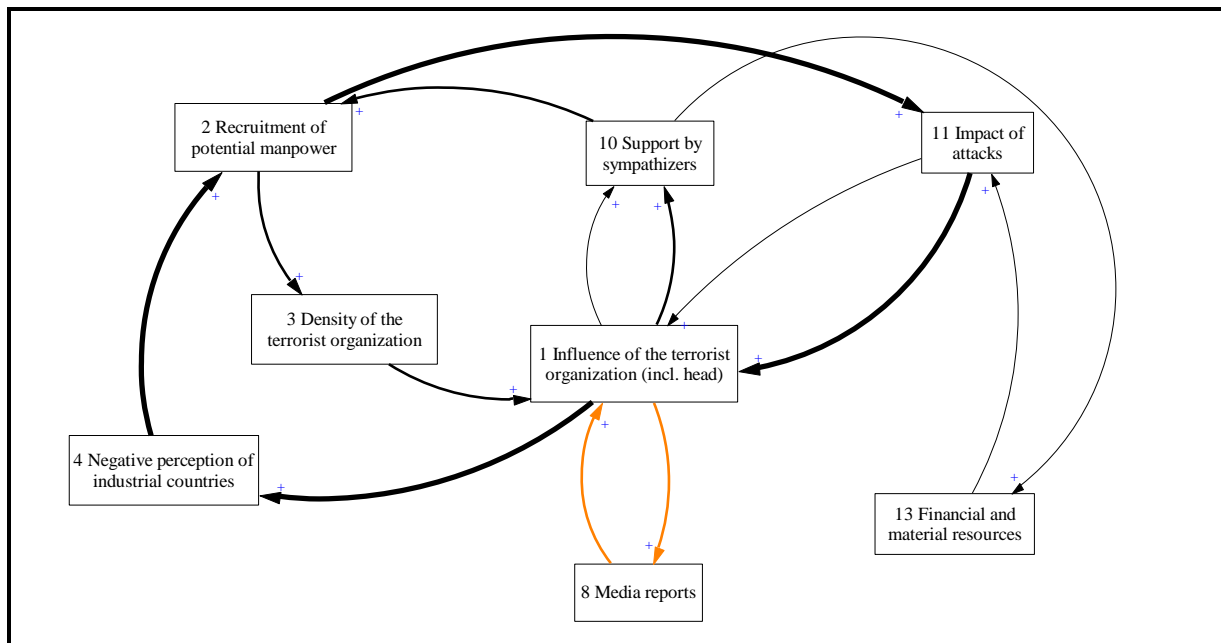 2 Recruitment of
potential manpower
+
10 Support by
sympathizers
+
+
11 Impact of
attacks
+
+
+
3 Density of the
terrorist organization
+
1 Influence of the terrorist
organization (incl. head)
+
+
+
+
4 Negative perception of
industrial countries
+
13 Financial and
material resources
+
8 Media reports
+